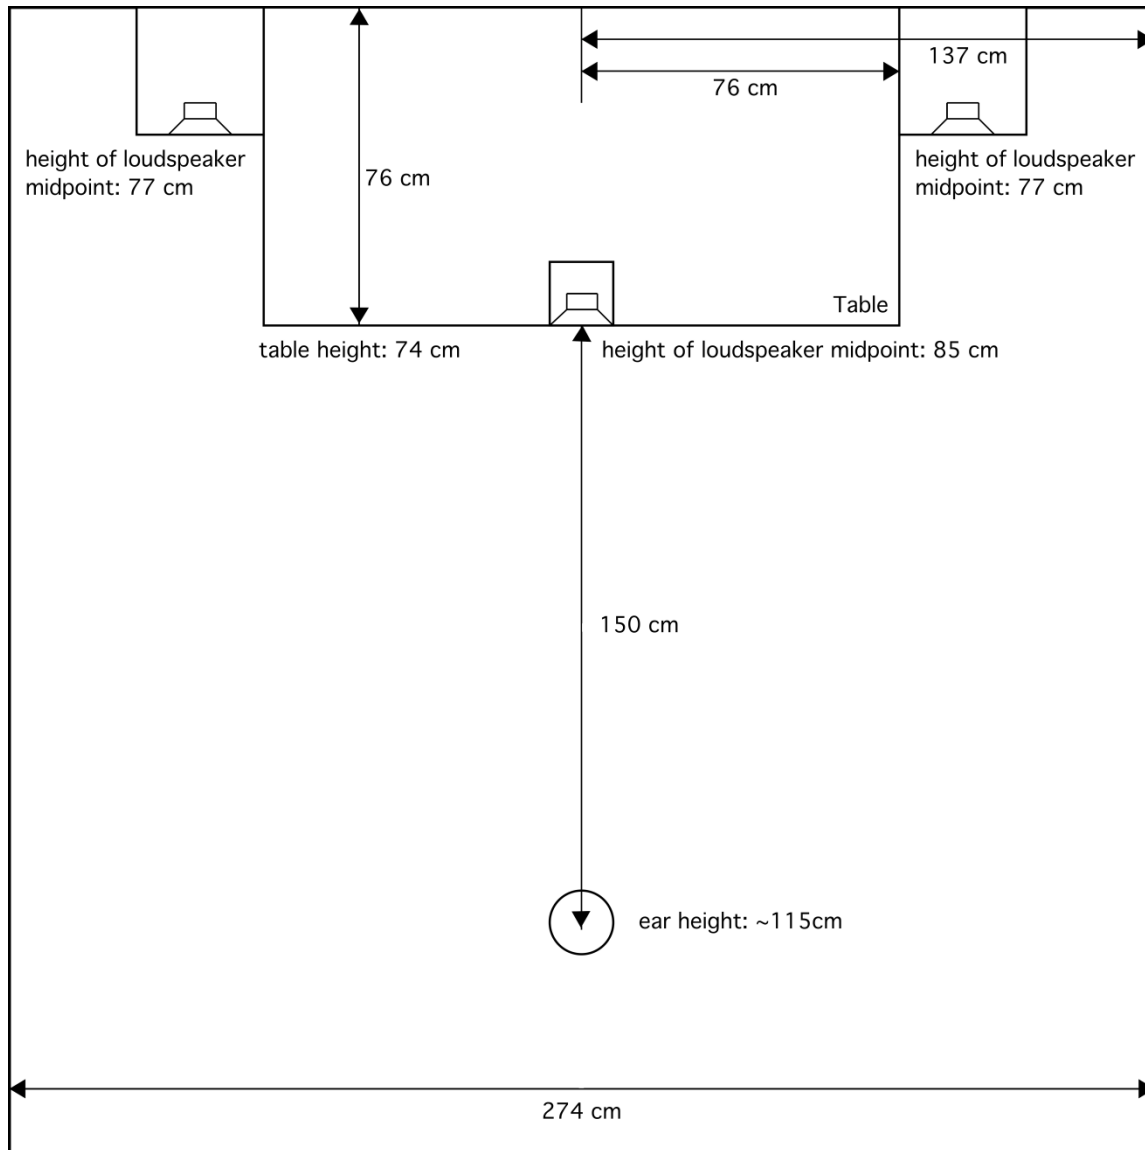 137 cm
76 cm
height of loudspeaker
midpoint: 77 cm
76 cm
height of loudspeaker
midpoint: 77 cm
Table
table height: 74 cm
height of loudspeaker midpoint: 85 cm
150 cm
ear height: ~115cm
274 cm